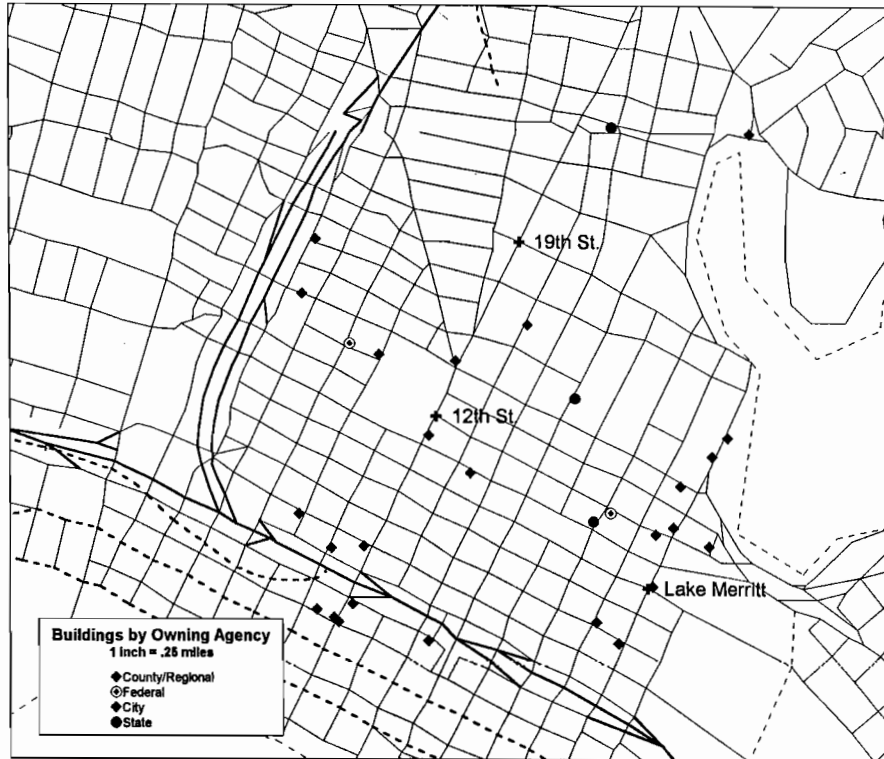 19th St.
12th St.
Lake Merritt
Buildings by Owning Agency
1 inch = .25 miles
County/Regional
Federal
City
State